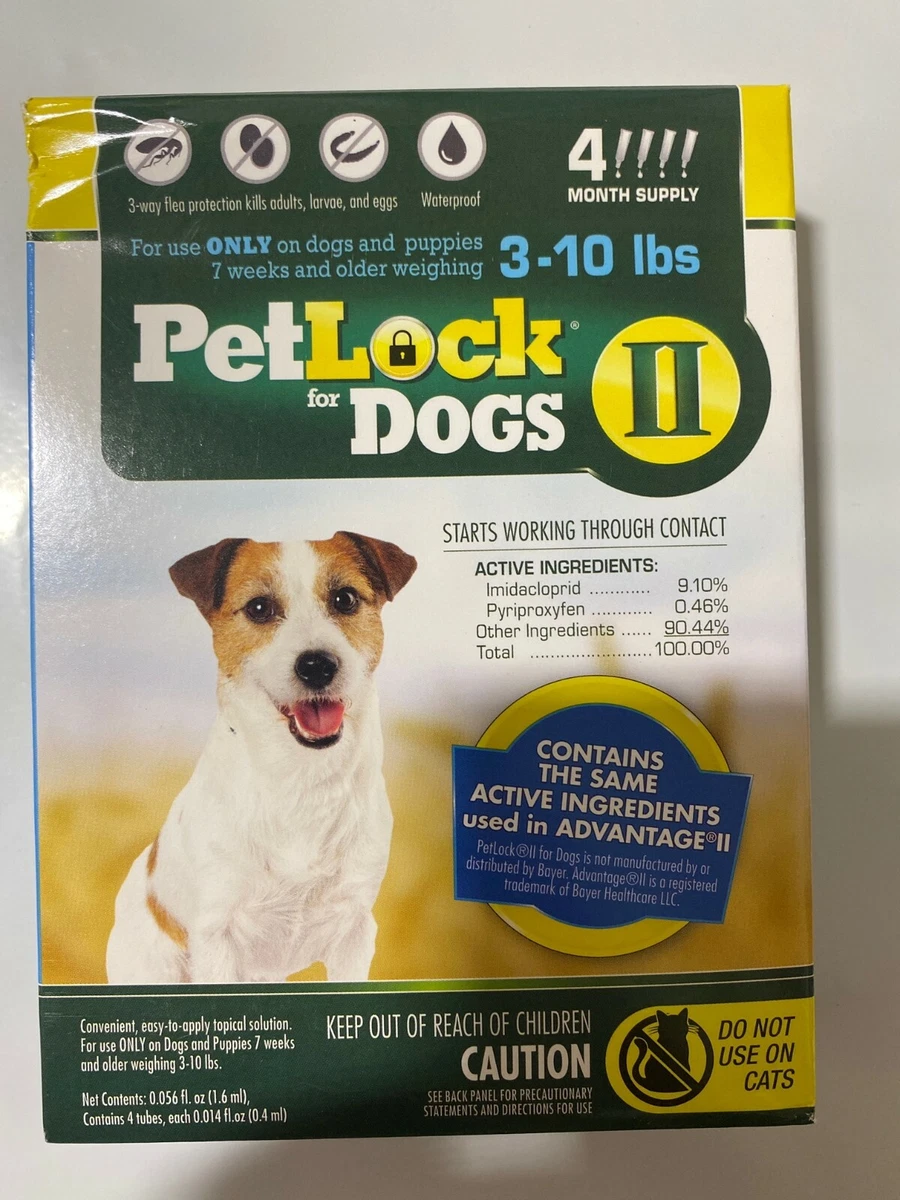 3-way flea protection kills adults, larvae, and eggs
Waterproof
4
MONTH SUPPLY
For use ONLY on dogs and puppies
7 weeks and older weighing
3-10 lbs
PetLock®
for DOGS
II
STARTS WORKING THROUGH CONTACT
ACTIVE INGREDIENTS:
Imidacloprid ............ 9.10%
Pyriproxyfen ............ 0.46%
Other Ingredients ...... 90.44%
Total ........................ 100.00%
CONTAINS
THE SAME
ACTIVE INGREDIENTS
used in ADVANTAGE®II
PetLock®II for Dogs is not manufactured by or
distributed by Bayer. Advantage®II is a registered
trademark of Bayer Healthcare LLC.
Convenient, easy-to-apply topical solution.
For use ONLY on Dogs and Puppies 7 weeks
and older weighing 3-10 lbs.
Net Contents: 0.056 fl. oz (1.6 ml),
Contains 4 tubes, each 0.014 fl.oz (0.4 ml)
KEEP OUT OF REACH OF CHILDREN
CAUTION
SEE BACK PANEL FOR PRECAUTIONARY
STATEMENTS AND DIRECTIONS FOR USE
DO NOT
USE ON
CATS